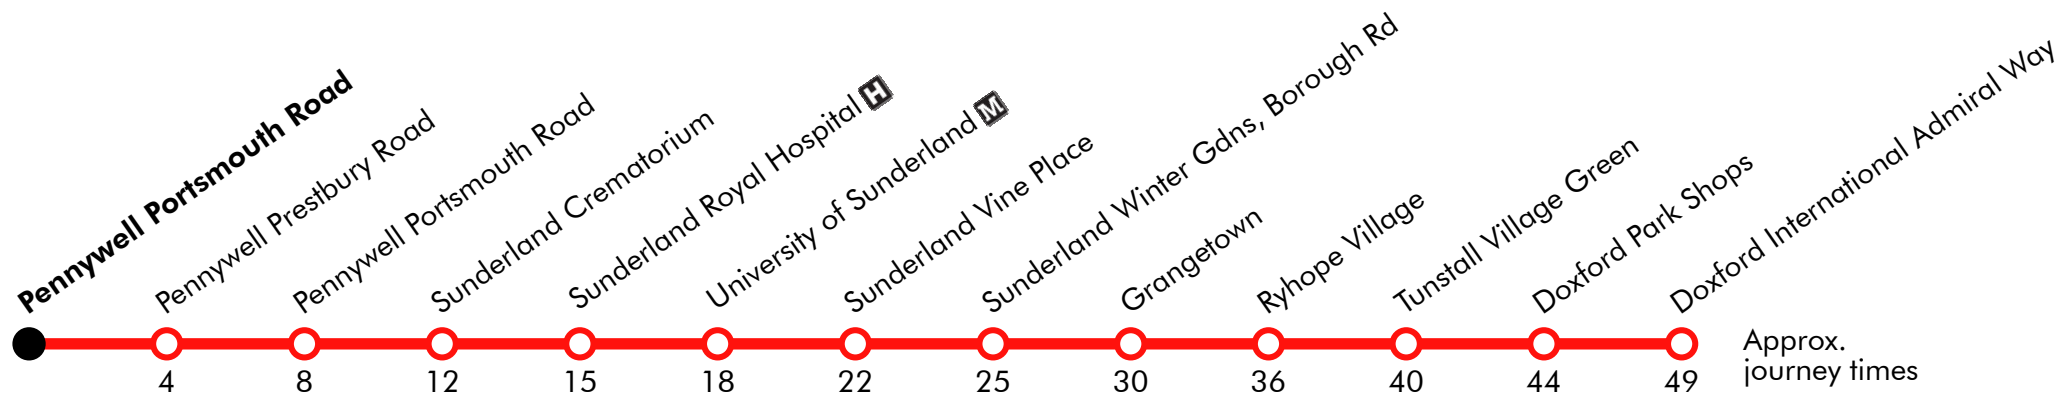 Pennywell Portsmouth Road
Pennywell Prestbury Road
Pennywell Portsmouth Road
Sunderland Crematorium
Sunderland Royal Hospital H
University of Sunderland M
Sunderland Vine Place
Sunderland Winter Gdns, Borough Rd
Grangetown
Ryhope Village
Tunstall Village Green
Doxford Park Shops
Doxford International Admiral Way
4 8 12 15 18 22 25 30 36 40 44 49
Approx.
journey times